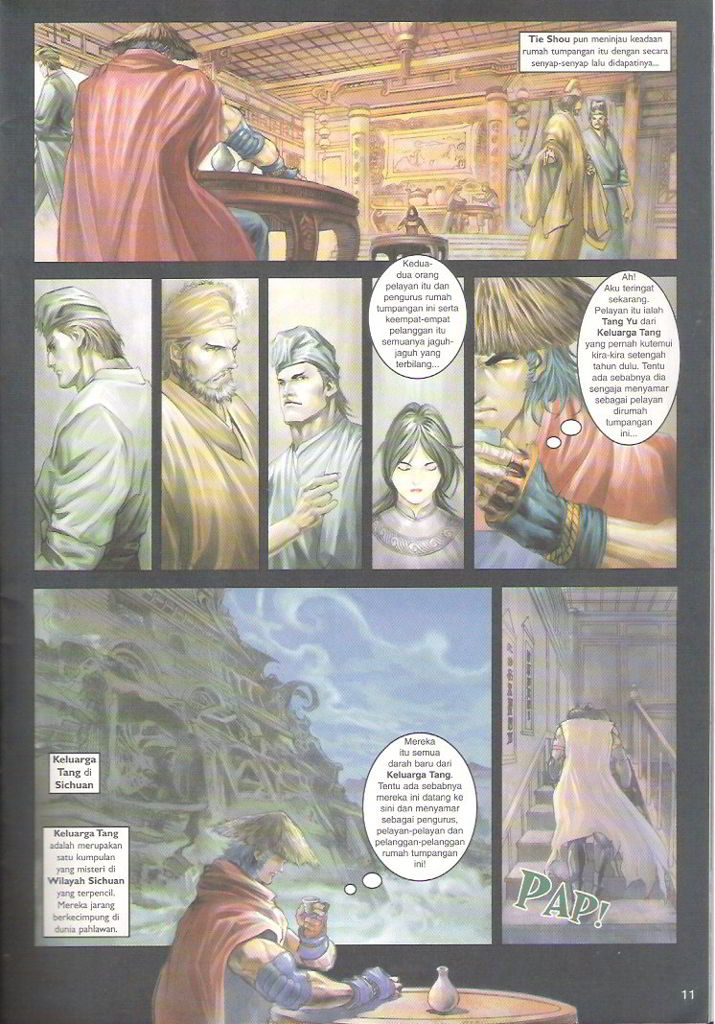 Tie Shou pun meninjau keadaan
rumah tumpangan itu dengan secara
senyap-senyap lalu didapatinya...
Kedua-
dua orang
pelayan itu dan
pengurus rumah
tumpangan ini serta
keempat-empat
pelanggan itu
semuanya jaguh-
jaguh yang
terbilang...
Ah!
Aku teringat
sekarang.
Pelayan itu ialah
Tang Yu dari
Keluarga Tang
yang pernah kutemui
kira-kira setengah
tahun dulu. Tentu
ada sebabnya dia
sengaja menyamar
sebagai pelayan
dirumah
tumpangan
ini...
Keluarga
Tang di
Sichuan
Keluarga Tang
adalah merupakan
satu kumpulan
yang misteri di
Wilayah Sichuan
yang terpencil.
Mereka jarang
berkecimpung di
dunia pahlawan.
Mereka
itu semua
darah baru dari
Keluarga Tang.
Tentu ada sebabnya
mereka ini datang ke
sini dan menyamar
sebagai pengurus,
pelayan-pelayan dan
pelanggan-pelanggan
rumah tumpangan
ini!
PAP!
11